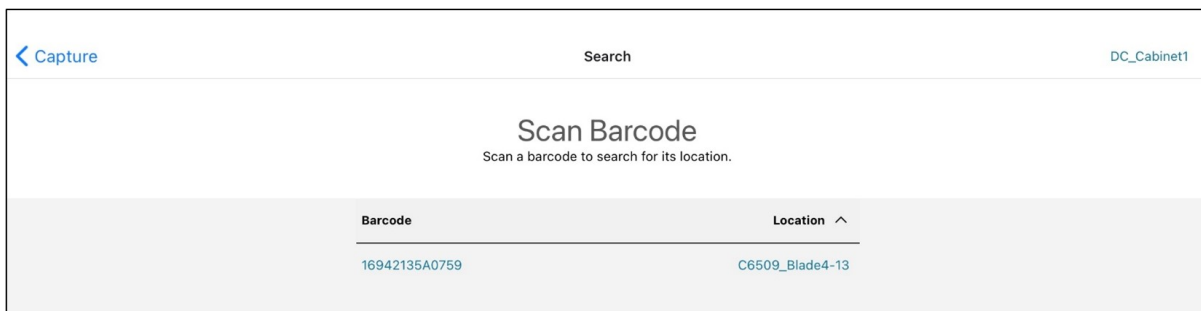 Capture
Search
DC_Cabinet1
Scan Barcode
Scan a barcode to search for its location.
Barcode Location
16942135A0759 C6509_Blade4-13